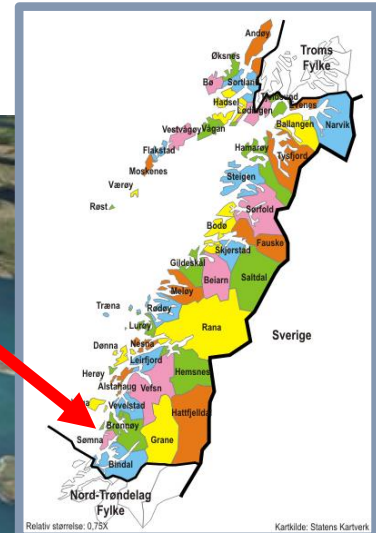 Andøy
Troms
Fylke
Øksnes
Bø
Sortland
Hadsel
Lødingen
Evenes
Narvik
Ballangen
Vestvågøy
Vågan
Flakstad
Hamarøy
Tysfjord
Moskenes
Steigen
Værøy
Røst
Sørfold
Bodø
Fauske
Skjerstad
Gildeskål
Beiarn
Saltdal
Meløy
Træna
Rødøy
Lurøy
Rana
Sverige
Dønna
Nesna
Leirfjord
Herøy
Hemsnes
Alstahaug
Vefsn
Hattfjelldal
Vevelstad
Brønnøy
Sømna
Grane
Bindal
Nord-Trøndelag
Fylke
Relativ størrelse: 0,75X
Kartkilde: Statens Kartverk